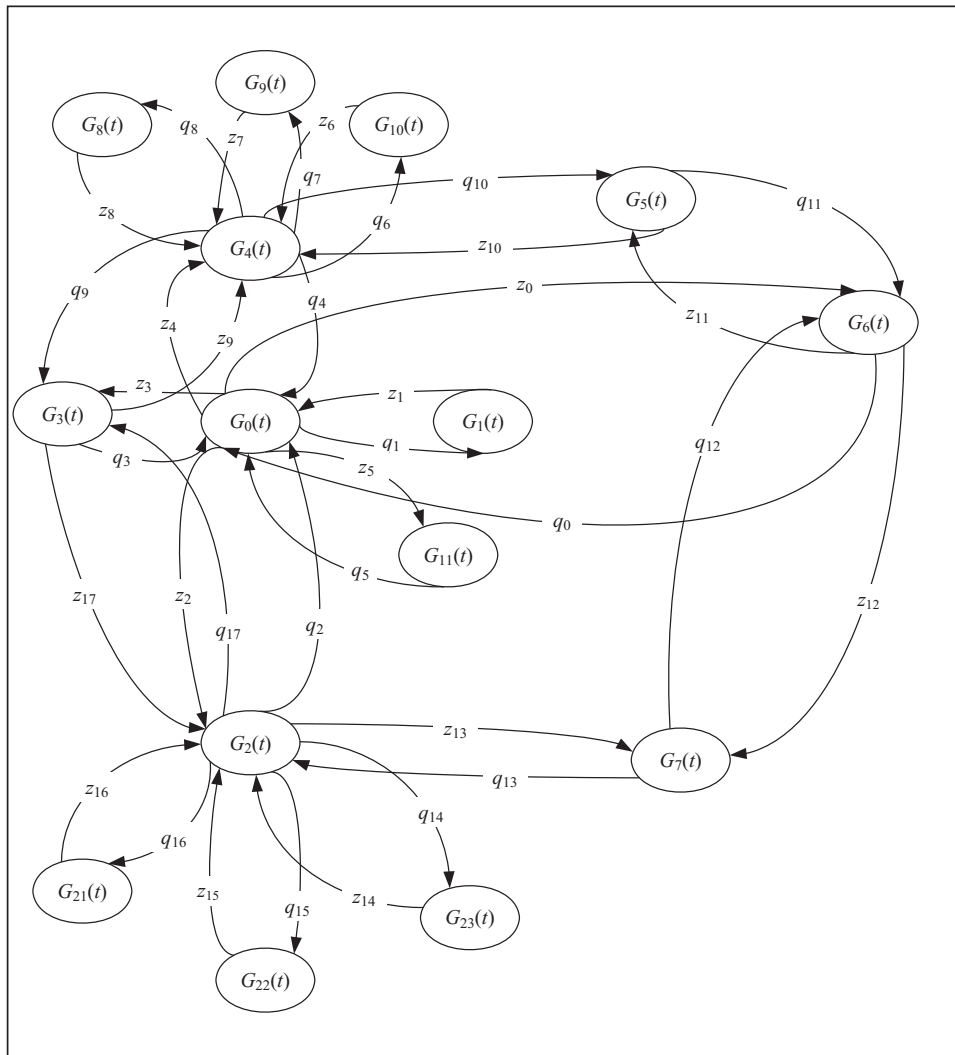 G₉(t)
G₈(t)
G₁₀(t)
q₈
z₇
z₆
q₇
q₁₀
z₈
q₆
G₅(t)
q₁₁
G₄(t)
z₁₀
q₉
z₄
z₉
q₄
z₀
z₁₁
G₆(t)
z₃
z₁
G₃(t)
G₀(t)
G₁(t)
q₃
q₁
z₅
q₁₂
q₀
G₁₁(t)
q₅
z₁₇
z₂
q₁₇
q₂
z₁₂
z₁₃
G₂(t)
G₇(t)
q₁₃
z₁₆
q₁₄
q₁₆
G₂₁(t)
z₁₅
q₁₅
z₁₄
G₂₃(t)
G₂₂(t)